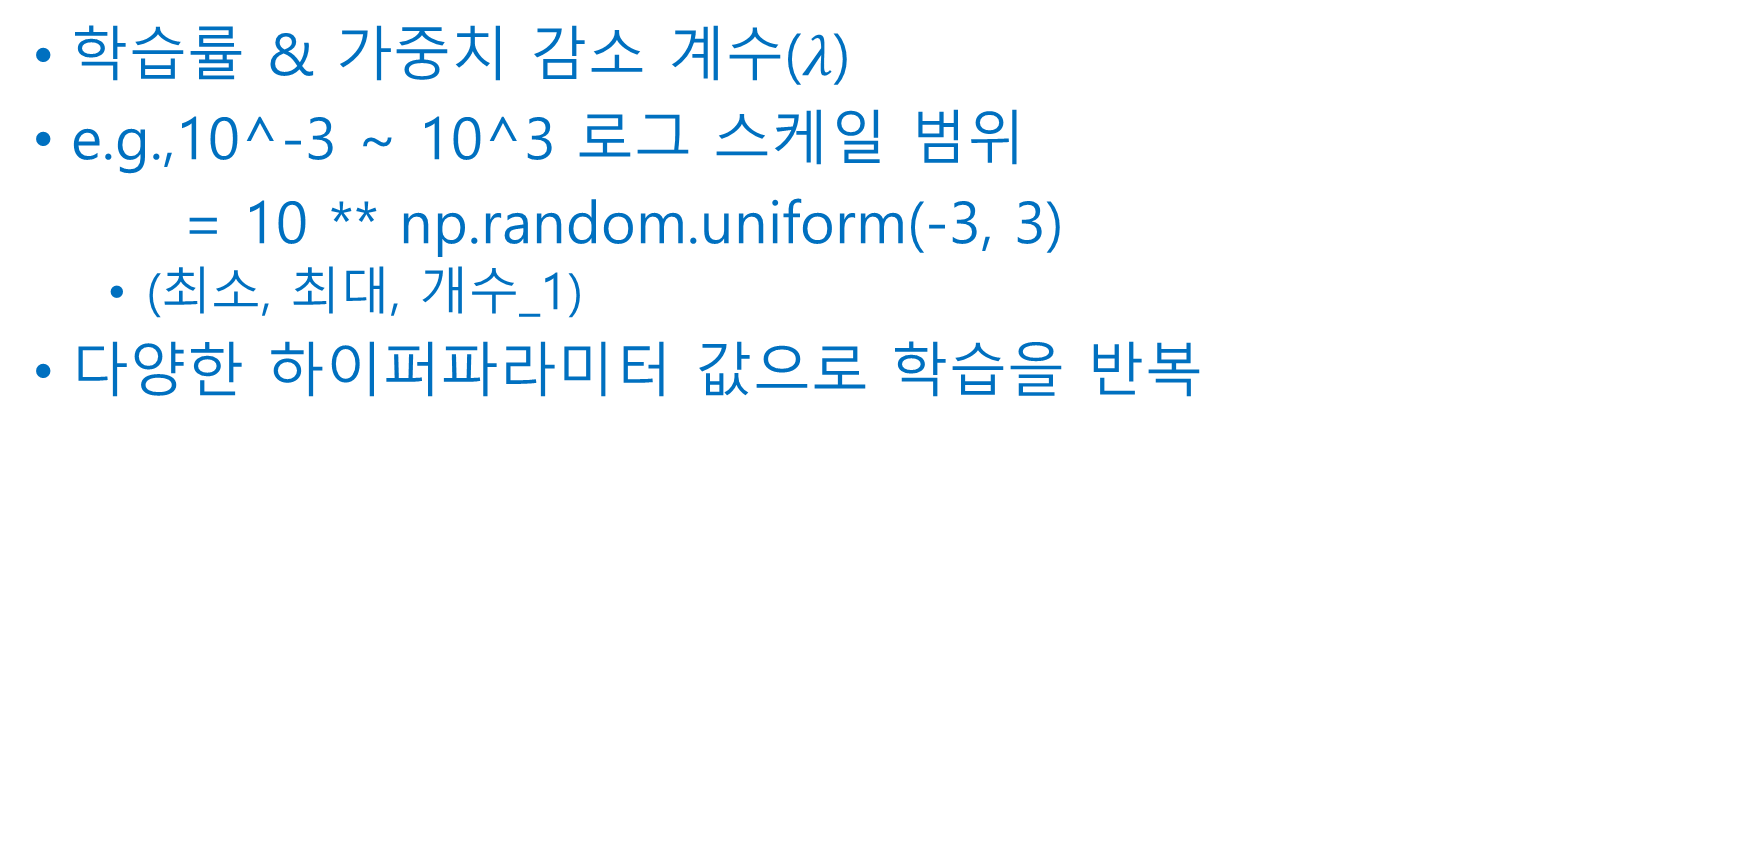 • 학습률 & 가중치 감소 계수(𝜆)
• e.g.,10^-3 ~ 10^3 로그 스케일 범위
= 10 ** np.random.uniform(-3, 3)
• (최소, 최대, 개수_1)
• 다양한 하이퍼파라미터 값으로 학습을 반복